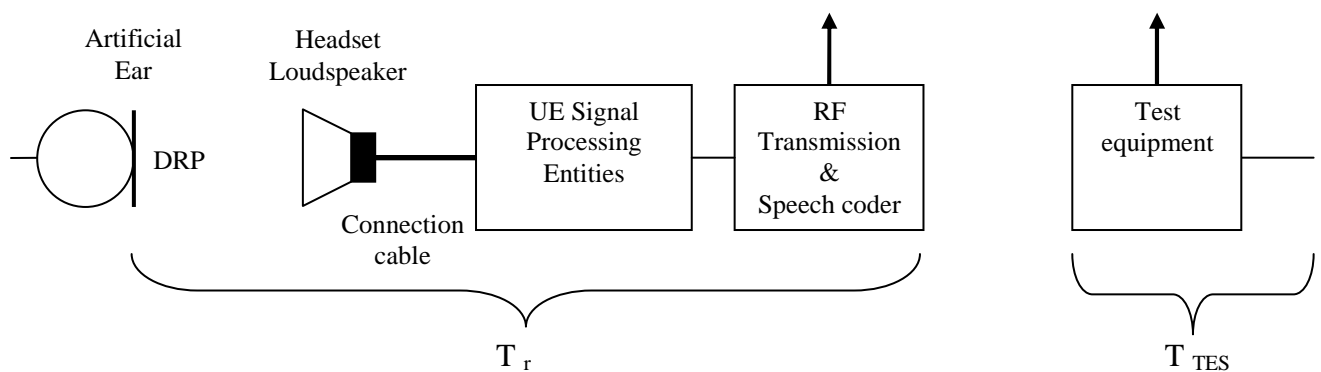 Artificial
Ear
DRP
Headset
Loudspeaker
Connection
cable
UE Signal
Processing
Entities
RF
Transmission
&
Speech coder
Test
equipment
T r
T TES